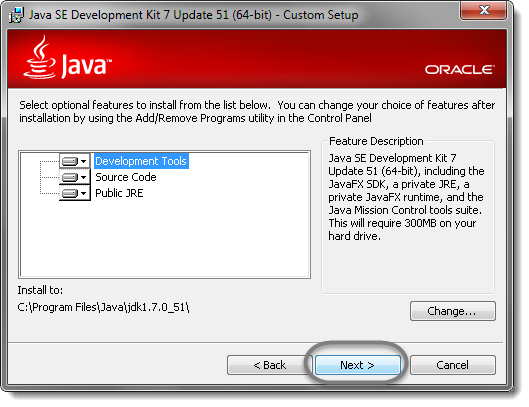 Java SE Development Kit 7 Update 51 (64-bit) - Custom Setup
Java™
ORACLE®
Select optional features to install from the list below. You can change your choice of features after
installation by using the Add/Remove Programs utility in the Control Panel
Development Tools
Source Code
Public JRE
Feature Description
Java SE Development Kit 7
Update 51 (64-bit), including the
JavaFX SDK, a private JRE, a
private JavaFX runtime, and the
Java Mission Control tools suite.
This will require 300MB on your
hard drive.
Install to:
C:\Program Files\Java\jdk1.7.0_51\
Change...
< Back
Next >
Cancel